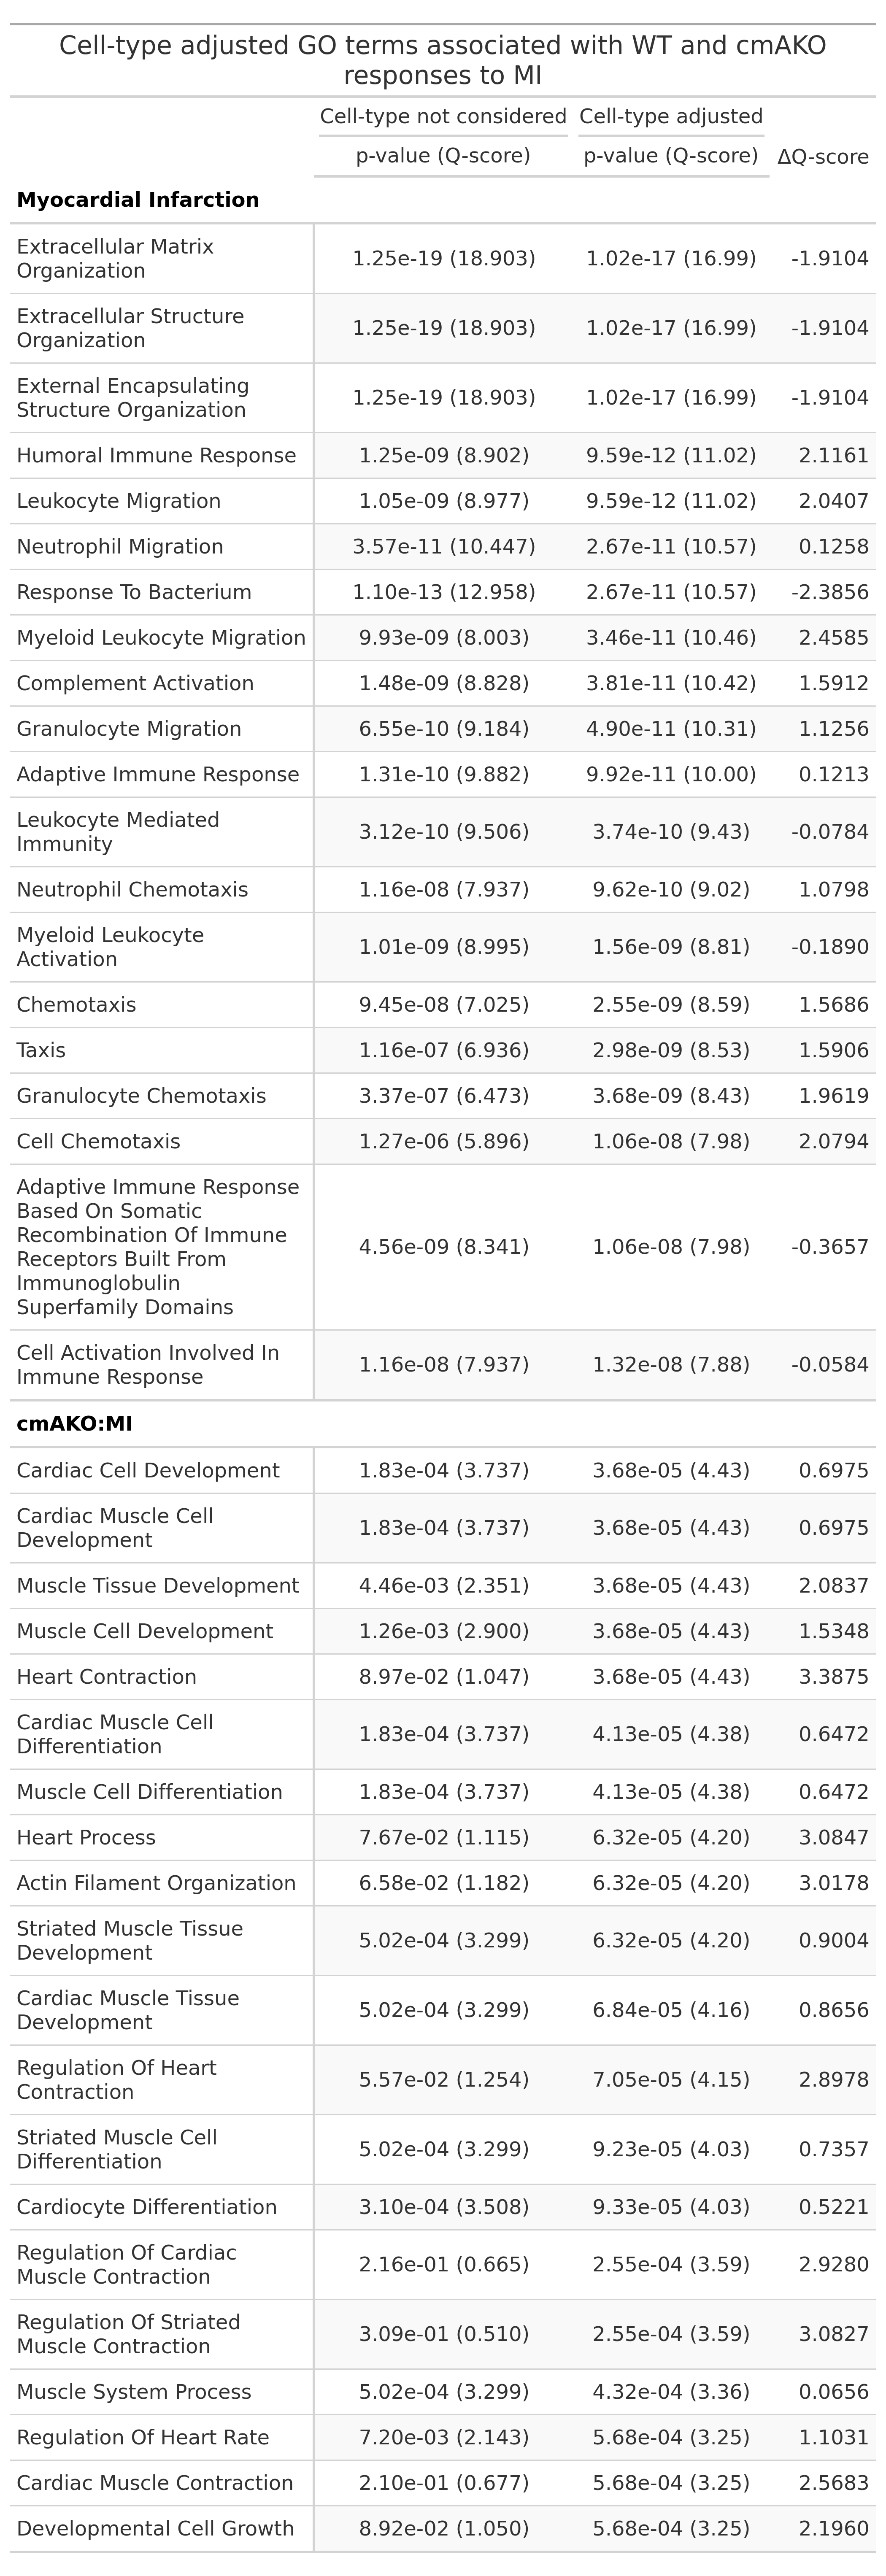 Cell-type adjusted GO terms associated with WT and cmAKO
responses to MI
Cell-type not considered Cell-type adjusted
p-value (Q-score) p-value (Q-score) ΔQ-score
Myocardial Infarction
Extracellular Matrix
Organization
1.25e-19 (18.903) 1.02e-17 (16.99) -1.9104
Extracellular Structure
Organization
1.25e-19 (18.903) 1.02e-17 (16.99) -1.9104
External Encapsulating
Structure Organization
1.25e-19 (18.903) 1.02e-17 (16.99) -1.9104
Humoral Immune Response 1.25e-09 (8.902) 9.59e-12 (11.02) 2.1161
Leukocyte Migration 1.05e-09 (8.977) 9.59e-12 (11.02) 2.0407
Neutrophil Migration 3.57e-11 (10.447) 2.67e-11 (10.57) 0.1258
Response To Bacterium 1.10e-13 (12.958) 2.67e-11 (10.57) -2.3856
Myeloid Leukocyte Migration 9.93e-09 (8.003) 3.46e-11 (10.46) 2.4585
Complement Activation 1.48e-09 (8.828) 3.81e-11 (10.42) 1.5912
Granulocyte Migration 6.55e-10 (9.184) 4.90e-11 (10.31) 1.1256
Adaptive Immune Response 1.31e-10 (9.882) 9.92e-11 (10.00) 0.1213
Leukocyte Mediated
Immunity
3.12e-10 (9.506) 3.74e-10 (9.43) -0.0784
Neutrophil Chemotaxis 1.16e-08 (7.937) 9.62e-10 (9.02) 1.0798
Myeloid Leukocyte
Activation
1.01e-09 (8.995) 1.56e-09 (8.81) -0.1890
Chemotaxis 9.45e-08 (7.025) 2.55e-09 (8.59) 1.5686
Taxis 1.16e-07 (6.936) 2.98e-09 (8.53) 1.5906
Granulocyte Chemotaxis 3.37e-07 (6.473) 3.68e-09 (8.43) 1.9619
Cell Chemotaxis 1.27e-06 (5.896) 1.06e-08 (7.98) 2.0794
Adaptive Immune Response
Based On Somatic
Recombination Of Immune
Receptors Built From
Immunoglobulin
Superfamily Domains
4.56e-09 (8.341) 1.06e-08 (7.98) -0.3657
Cell Activation Involved In
Immune Response
1.16e-08 (7.937) 1.32e-08 (7.88) -0.0584
cmAKO:MI
Cardiac Cell Development 1.83e-04 (3.737) 3.68e-05 (4.43) 0.6975
Cardiac Muscle Cell
Development
1.83e-04 (3.737) 3.68e-05 (4.43) 0.6975
Muscle Tissue Development 4.46e-03 (2.351) 3.68e-05 (4.43) 2.0837
Muscle Cell Development 1.26e-03 (2.900) 3.68e-05 (4.43) 1.5348
Heart Contraction 8.97e-02 (1.047) 3.68e-05 (4.43) 3.3875
Cardiac Muscle Cell
Differentiation
1.83e-04 (3.737) 4.13e-05 (4.38) 0.6472
Muscle Cell Differentiation 1.83e-04 (3.737) 4.13e-05 (4.38) 0.6472
Heart Process 7.67e-02 (1.115) 6.32e-05 (4.20) 3.0847
Actin Filament Organization 6.58e-02 (1.182) 6.32e-05 (4.20) 3.0178
Striated Muscle Tissue
Development
5.02e-04 (3.299) 6.32e-05 (4.20) 0.9004
Cardiac Muscle Tissue
Development
5.02e-04 (3.299) 6.84e-05 (4.16) 0.8656
Regulation Of Heart
Contraction
5.57e-02 (1.254) 7.05e-05 (4.15) 2.8978
Striated Muscle Cell
Differentiation
5.02e-04 (3.299) 9.23e-05 (4.03) 0.7357
Cardiocyte Differentiation 3.10e-04 (3.508) 9.33e-05 (4.03) 0.5221
Regulation Of Cardiac
Muscle Contraction
2.16e-01 (0.665) 2.55e-04 (3.59) 2.9280
Regulation Of Striated
Muscle Contraction
3.09e-01 (0.510) 2.55e-04 (3.59) 3.0827
Muscle System Process 5.02e-04 (3.299) 4.32e-04 (3.36) 0.0656
Regulation Of Heart Rate 7.20e-03 (2.143) 5.68e-04 (3.25) 1.1031
Cardiac Muscle Contraction 2.10e-01 (0.677) 5.68e-04 (3.25) 2.5683
Developmental Cell Growth 8.92e-02 (1.050) 5.68e-04 (3.25) 2.1960